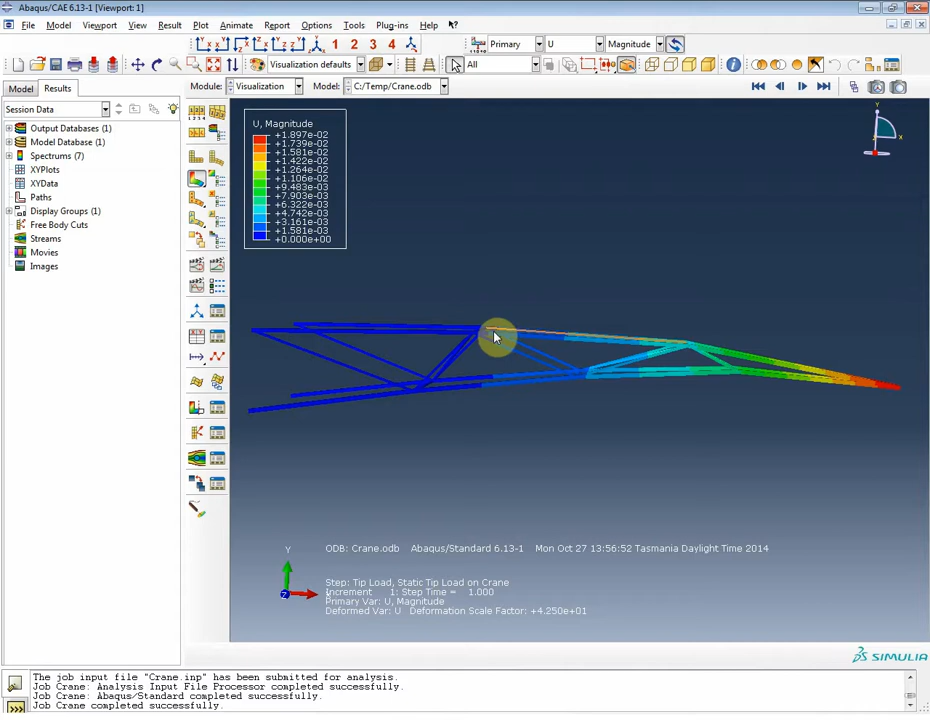 Abaqus/CAE 6.13-1 [Viewport: 1]
File Model Viewport View Result Plot Animate Report Options Tools Plug-ins Help
1 2 3 4 Primary U Magnitude
Visualization defaults All
Model Results Module: Visualization Model: C:/Temp/Crane.odb
Session Data
Output Databases (1)
Model Database (1)
Spectrums (7)
XYPlots
XYData
Paths
Display Groups (1)
Free Body Cuts
Streams
Movies
Images
U, Magnitude
+1.897e-02
+1.739e-02
+1.581e-02
+1.422e-02
+1.264e-02
+1.106e-02
+9.483e-03
+7.903e-03
+6.322e-03
+4.742e-03
+3.161e-03
+1.581e-03
+0.000e+00
Y
X
Y
Z
ODB: Crane.odb Abaqus/Standard 6.13-1 Mon Oct 27 13:56:52 Tasmania Daylight Time 2014
Step: Tip Load, Static Tip Load on Crane
Increment 1: Step Time = 1.000
Primary Var: U, Magnitude
Deformed Var: U Deformation Scale Factor: +4.250e+01
SIMULIA
The job input file "Crane.inp" has been submitted for analysis.
Job Crane: Analysis Input File Processor completed successfully.
Job Crane: Abaqus/Standard completed successfully.
Job Crane completed successfully.
>>>